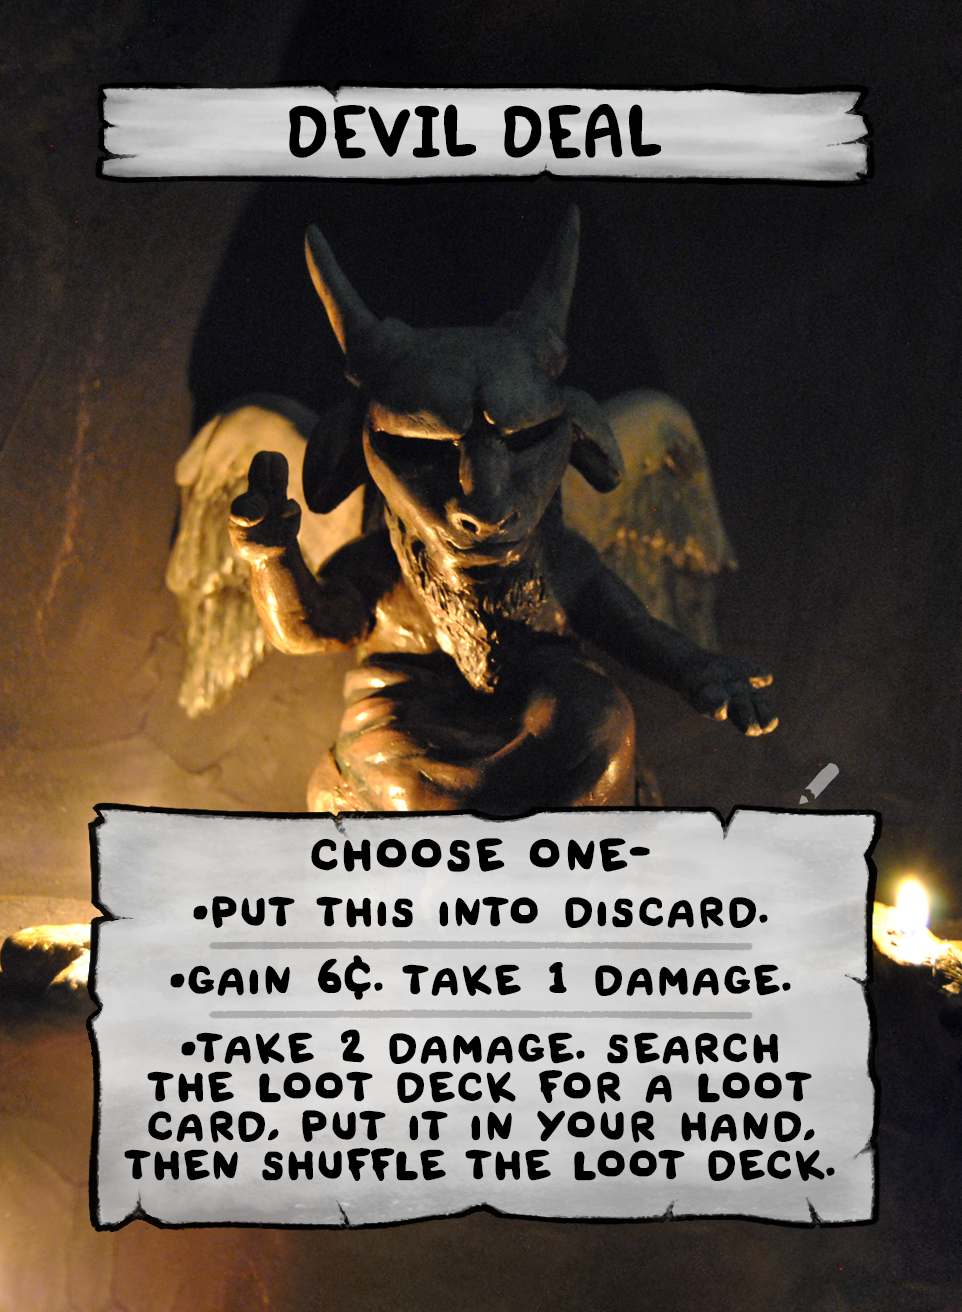 DEVIL DEAL
CHOOSE ONE-
•PUT THIS INTO DISCARD.
•GAIN 6¢. TAKE 1 DAMAGE.
•TAKE 2 DAMAGE. SEARCH
THE LOOT DECK FOR A LOOT
CARD, PUT IT IN YOUR HAND,
THEN SHUFFLE THE LOOT DECK.